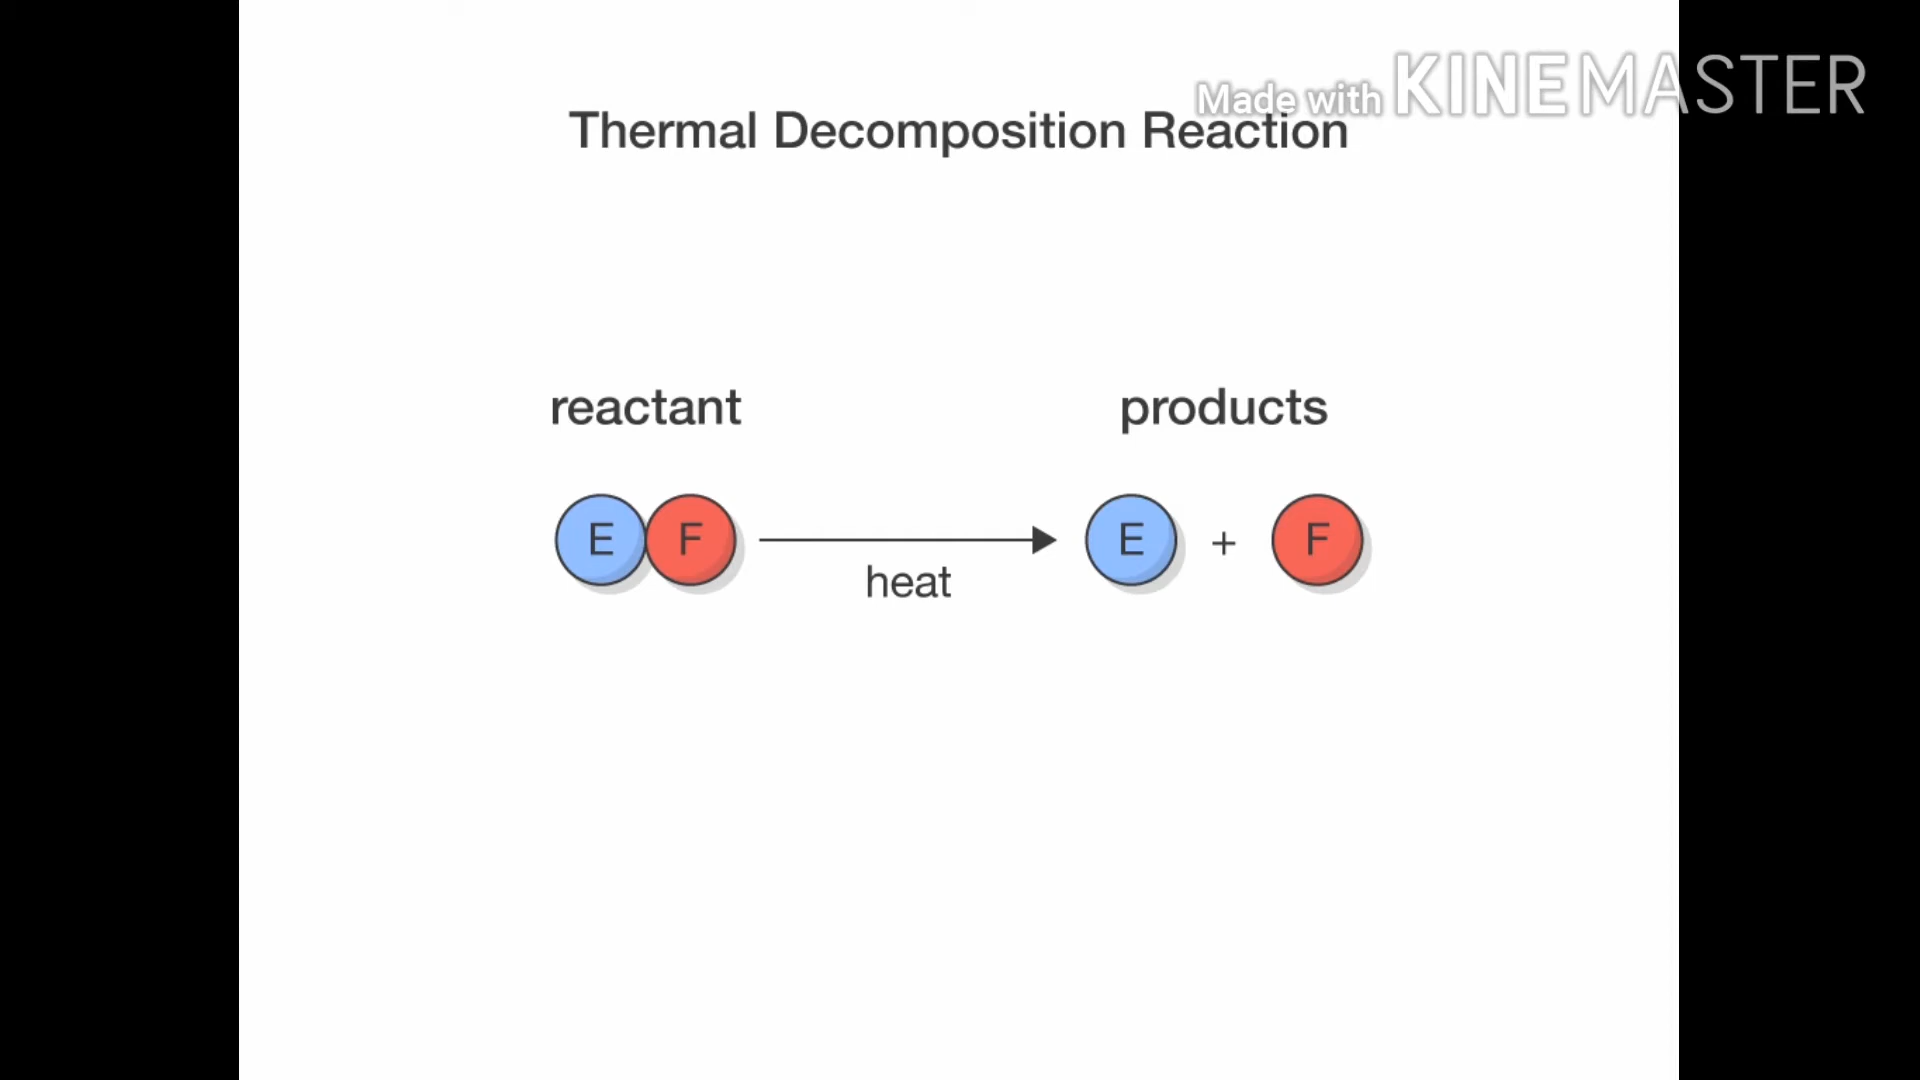 Made with KINEMASTER
Thermal Decomposition Reaction
reactant products
E F E + F
heat